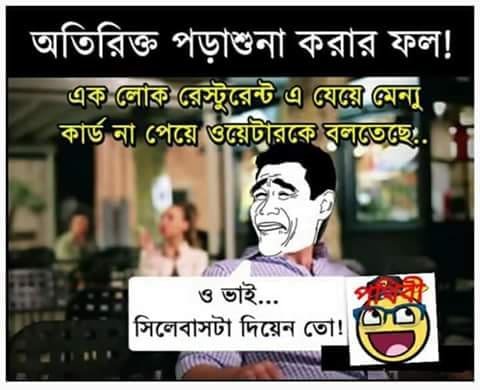 অতিরিক্ত পড়াশুনা করার ফল!
এক লোক রেস্টুরেন্ট এ যেয়ে মেন্যু
কার্ড না পেয়ে ওয়েটারকে বলতেছে..
ও ভাই...
সিলেবাসটা দিয়েন তো!
পৃথিবী